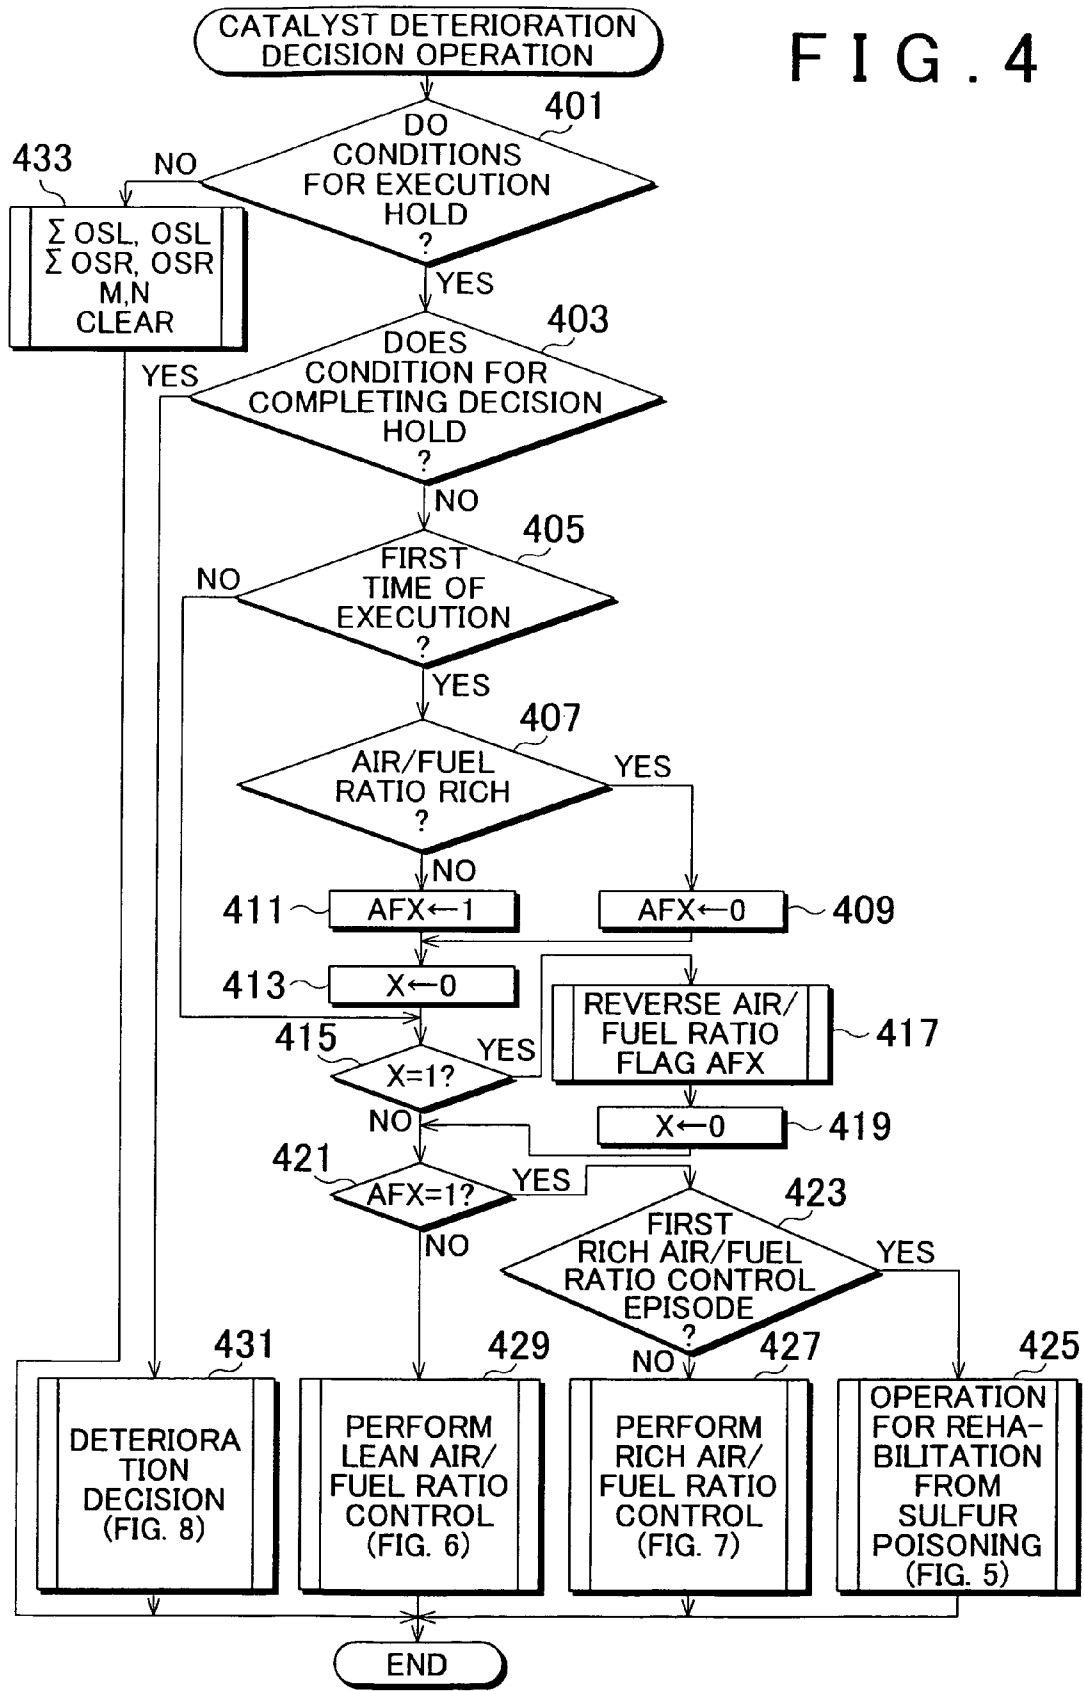 CATALYST DETERIORATION
DECISION OPERATION
FIG. 4
401
DO
CONDITIONS
FOR EXECUTION
HOLD
?
NO
433
Σ OSL, OSL
Σ OSR, OSR
M,N
CLEAR
YES
403
DOES
CONDITION FOR
COMPLETING DECISION
HOLD
?
YES
NO
405
FIRST
TIME OF
EXECUTION
?
NO
YES
407
AIR/FUEL
RATIO RICH
?
YES
NO
411
AFX←1
AFX←0
409
413
X←0
REVERSE AIR/
FUEL RATIO
FLAG AFX
417
415
X=1?
YES
NO
X←0
419
421
AFX=1?
YES
NO
423
FIRST
RICH AIR/FUEL
RATIO CONTROL
EPISODE
?
YES
NO
431
DETERIORA
TION
DECISION
(FIG. 8)
429
PERFORM
LEAN AIR/
FUEL RATIO
CONTROL
(FIG. 6)
427
PERFORM
RICH AIR/
FUEL RATIO
CONTROL
(FIG. 7)
425
OPERATION
FOR REHA-
BILITATION
FROM
SULFUR
POISONING
(FIG. 5)
END